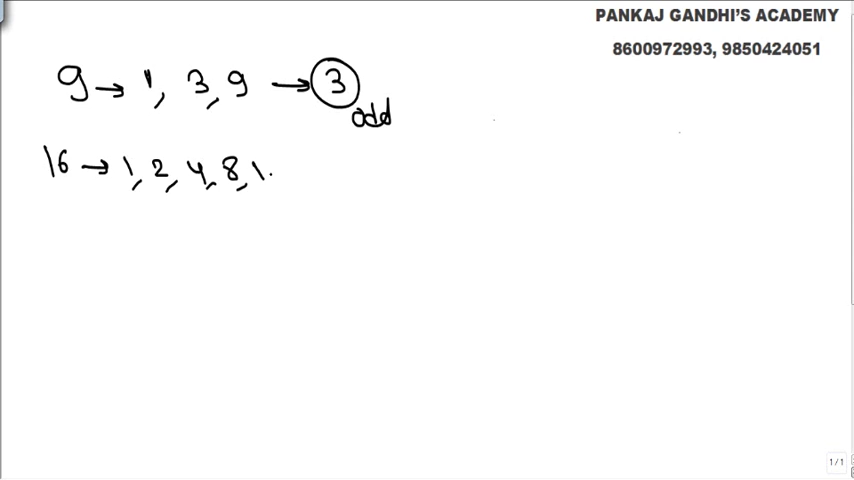 PANKAJ GANDHI'S ACADEMY
8600972993, 9850424051
9 → 1, 3, 9 → 3
odd
16 → 1, 2, 4, 8, 1
1/1